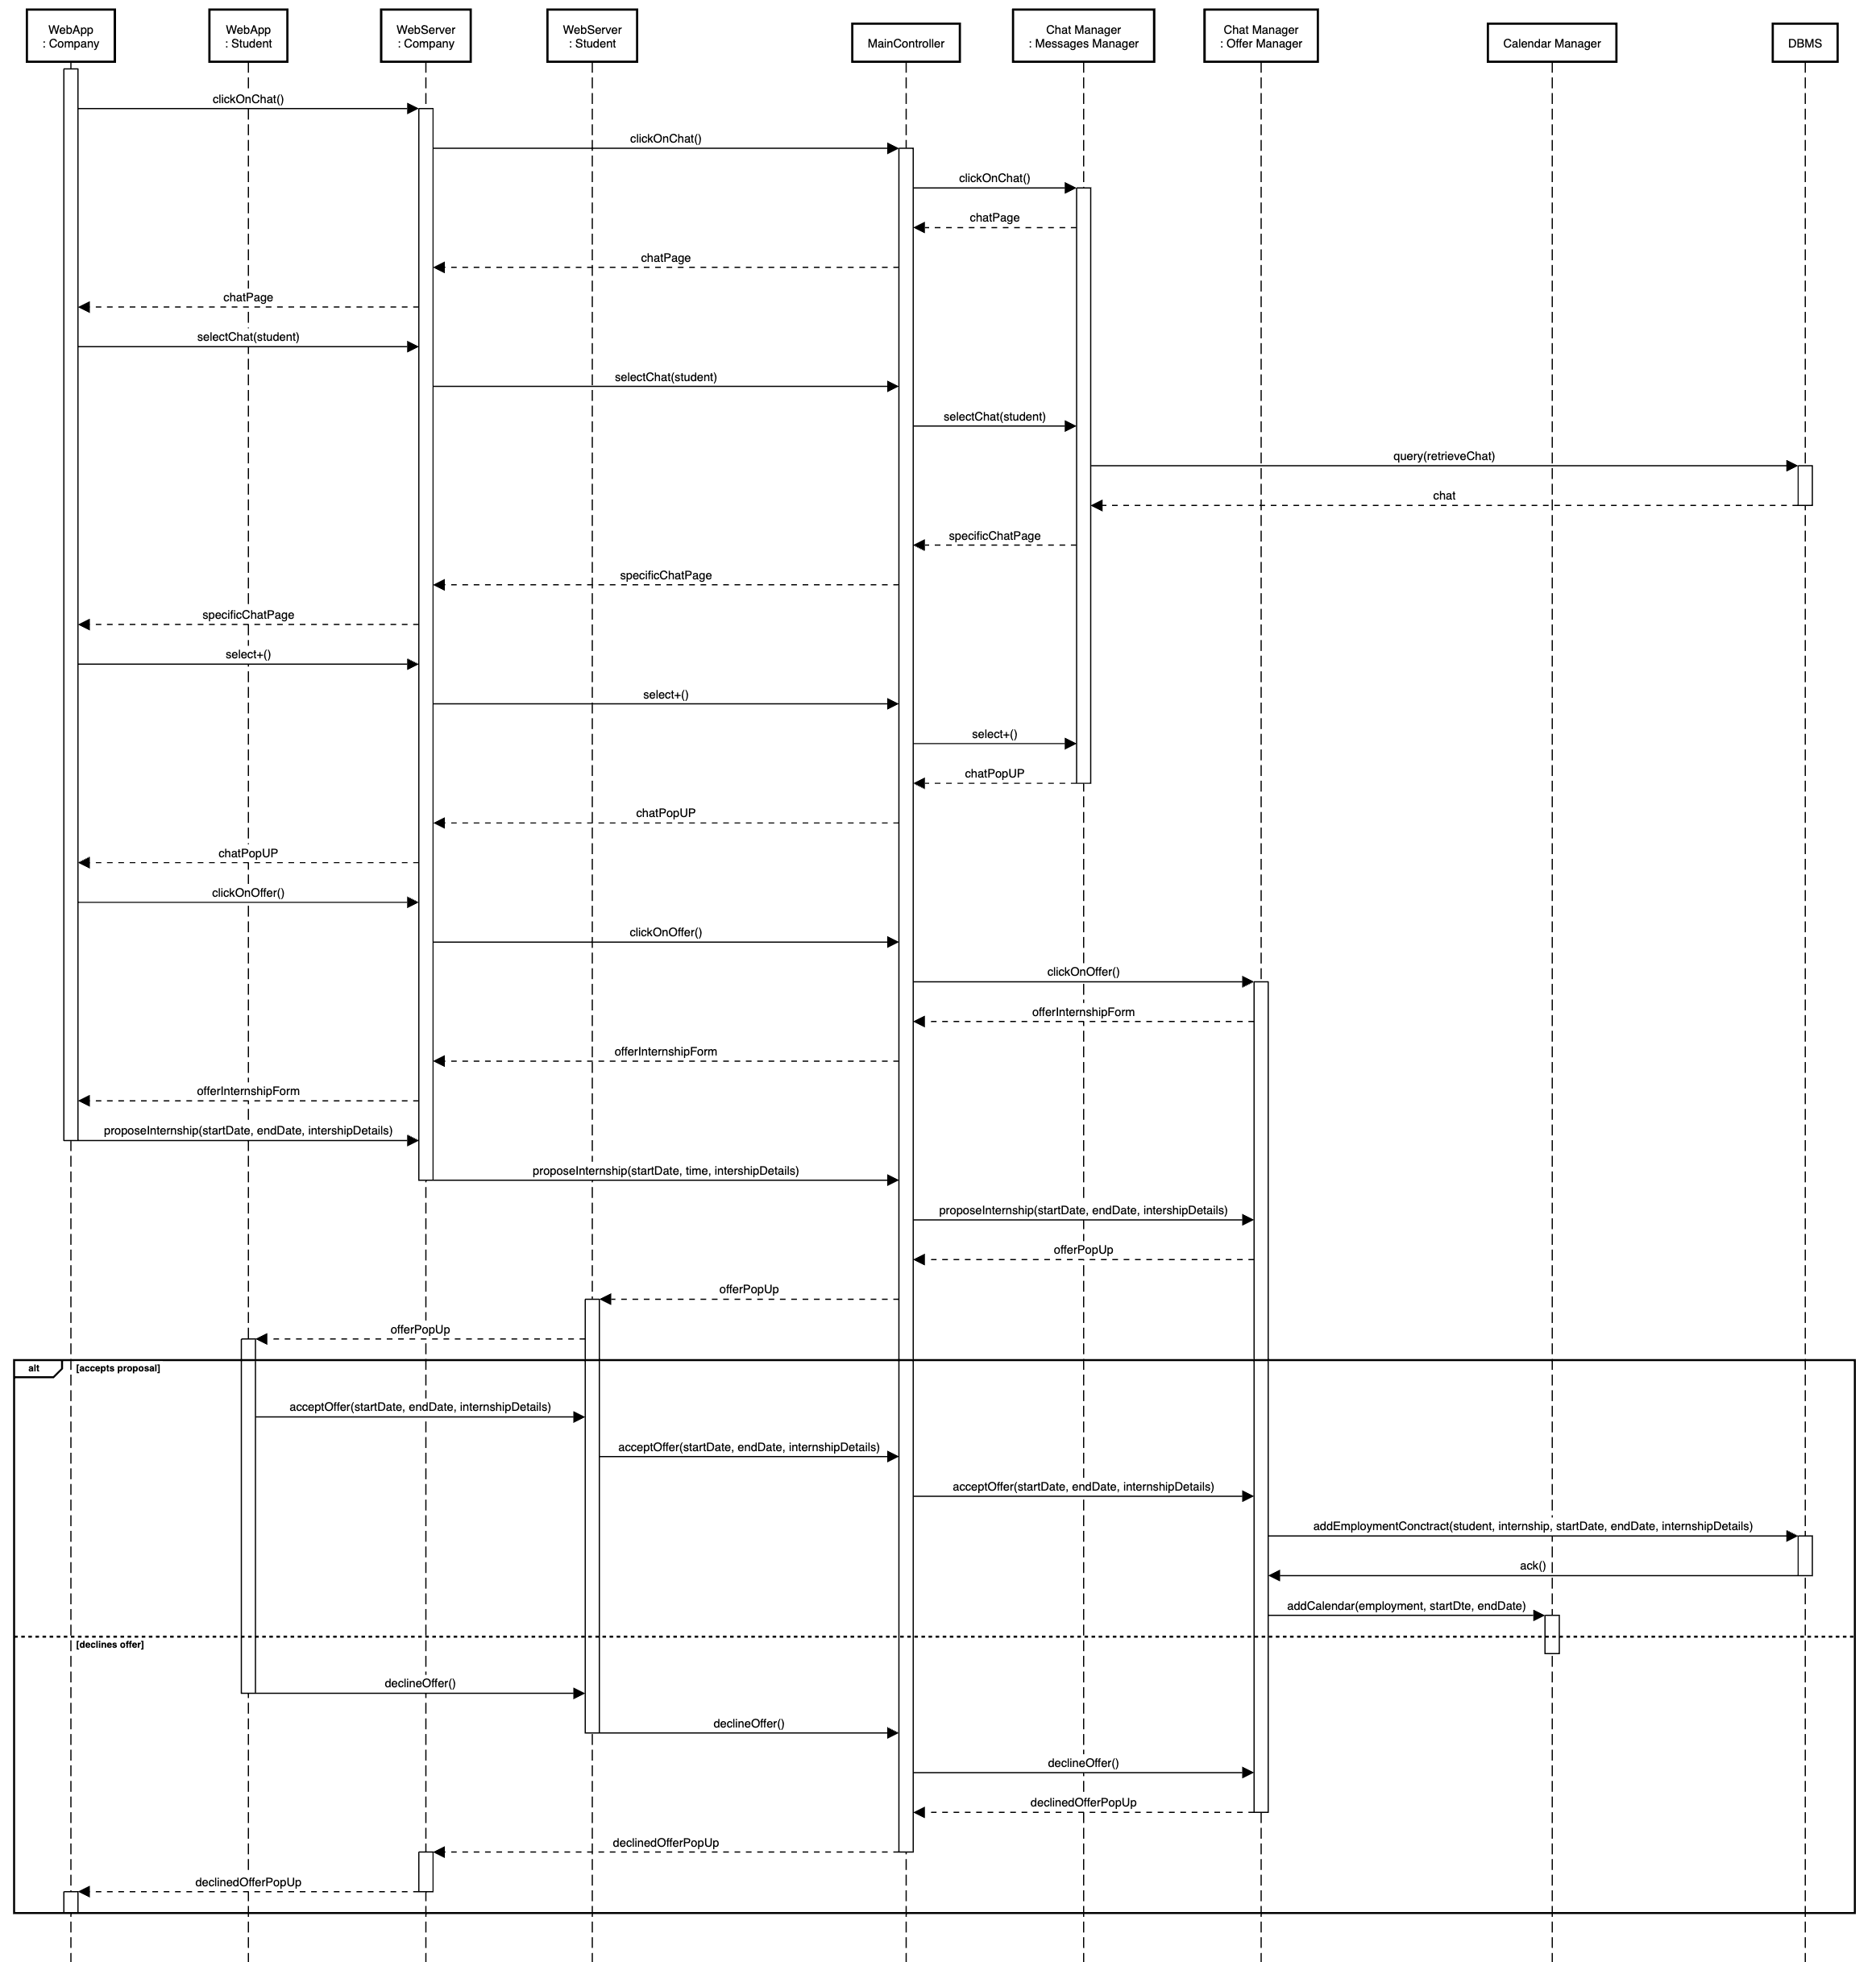 WebApp
: Company
WebApp
: Student
WebServer
: Company
WebServer
: Student
MainController
Chat Manager
: Messages Manager
Chat Manager
: Offer Manager
Calendar Manager
DBMS
clickOnChat()
clickOnChat()
clickOnChat()
chatPage
chatPage
chatPage
selectChat(student)
selectChat(student)
selectChat(student)
query(retrieveChat)
chat
specificChatPage
specificChatPage
specificChatPage
select+()
select+()
select+()
chatPopUP
chatPopUP
chatPopUP
clickOnOffer()
clickOnOffer()
clickOnOffer()
offerInternshipForm
offerInternshipForm
offerInternshipForm
proposeInternship(startDate, endDate, intershipDetails)
proposeInternship(startDate, time, intershipDetails)
proposeInternship(startDate, endDate, intershipDetails)
offerPopUp
offerPopUp
offerPopUp
alt
[accepts proposal]
acceptOffer(startDate, endDate, internshipDetails)
acceptOffer(startDate, endDate, internshipDetails)
acceptOffer(startDate, endDate, internshipDetails)
addEmploymentConctract(student, internship, startDate, endDate, internshipDetails)
ack()
addCalendar(employment, startDte, endDate)
[declines offer]
declineOffer()
declineOffer()
declineOffer()
declinedOfferPopUp
declinedOfferPopUp
declinedOfferPopUp